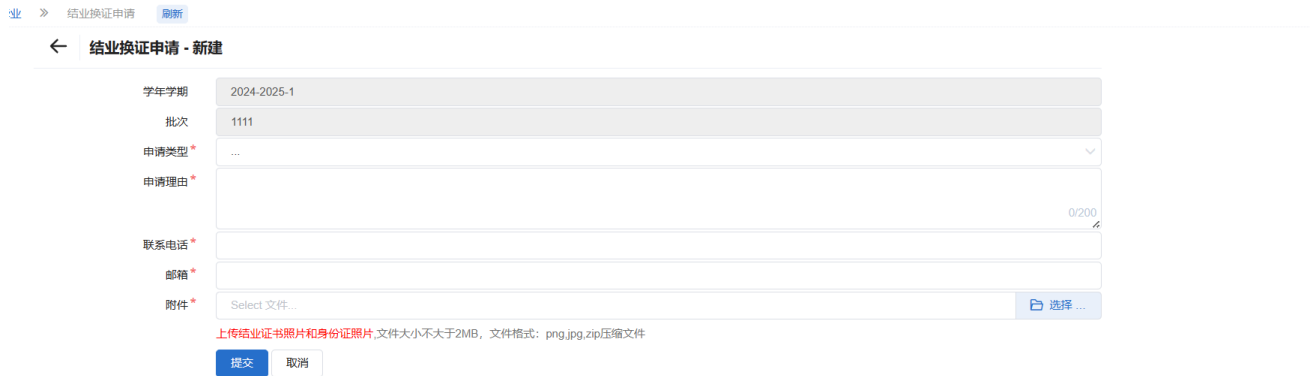 业 » 结业换证申请 刷新
← 结业换证申请 - 新建
学年学期 2024-2025-1
批次 1111
申请类型* ...
申请理由*
0/200
联系电话*
邮箱*
附件* Select 文件... 选择 ...
上传结业证书照片和身份证照片,文件大小不大于2MB，文件格式：png,jpg,zip压缩文件
提交 取消